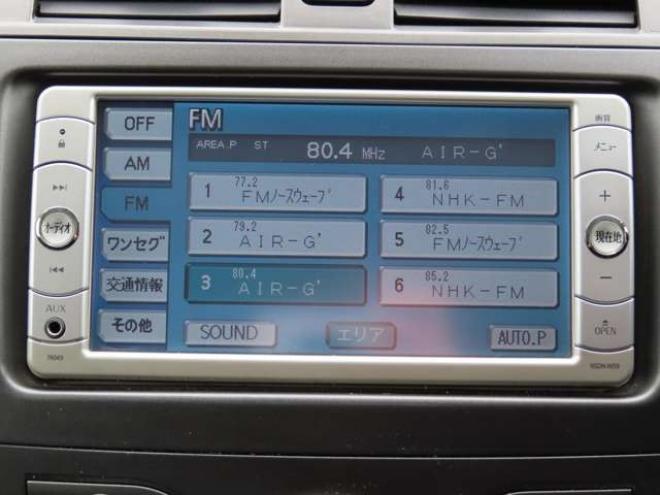 OFF
AM
FM
ワンセグ
交通情報
その他
FM
AREA.P ST 80.4 MHz AIR-G'
1 77.2 FMノースウェーブ
2 79.2 AIR-G'
3 80.4 AIR-G'
4 81.6 NHK-FM
5 82.5 FMノースウェーブ
6 85.2 NHK-FM
SOUND
エリア
AUTO.P
オーディオ
AUX
画質
メニュー
+
現在地
-
OPEN